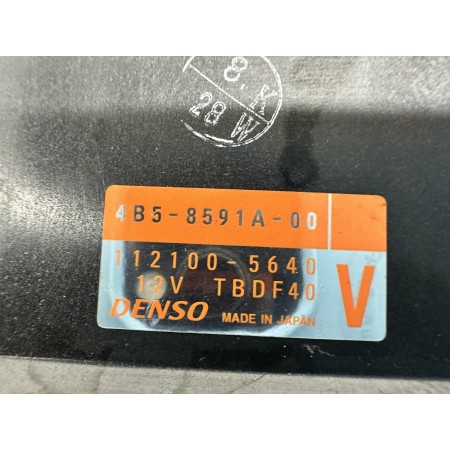 8.K
28 W
4B5-8591A-00
112100-5640
12V TBDF40
V
DENSO MADE IN JAPAN